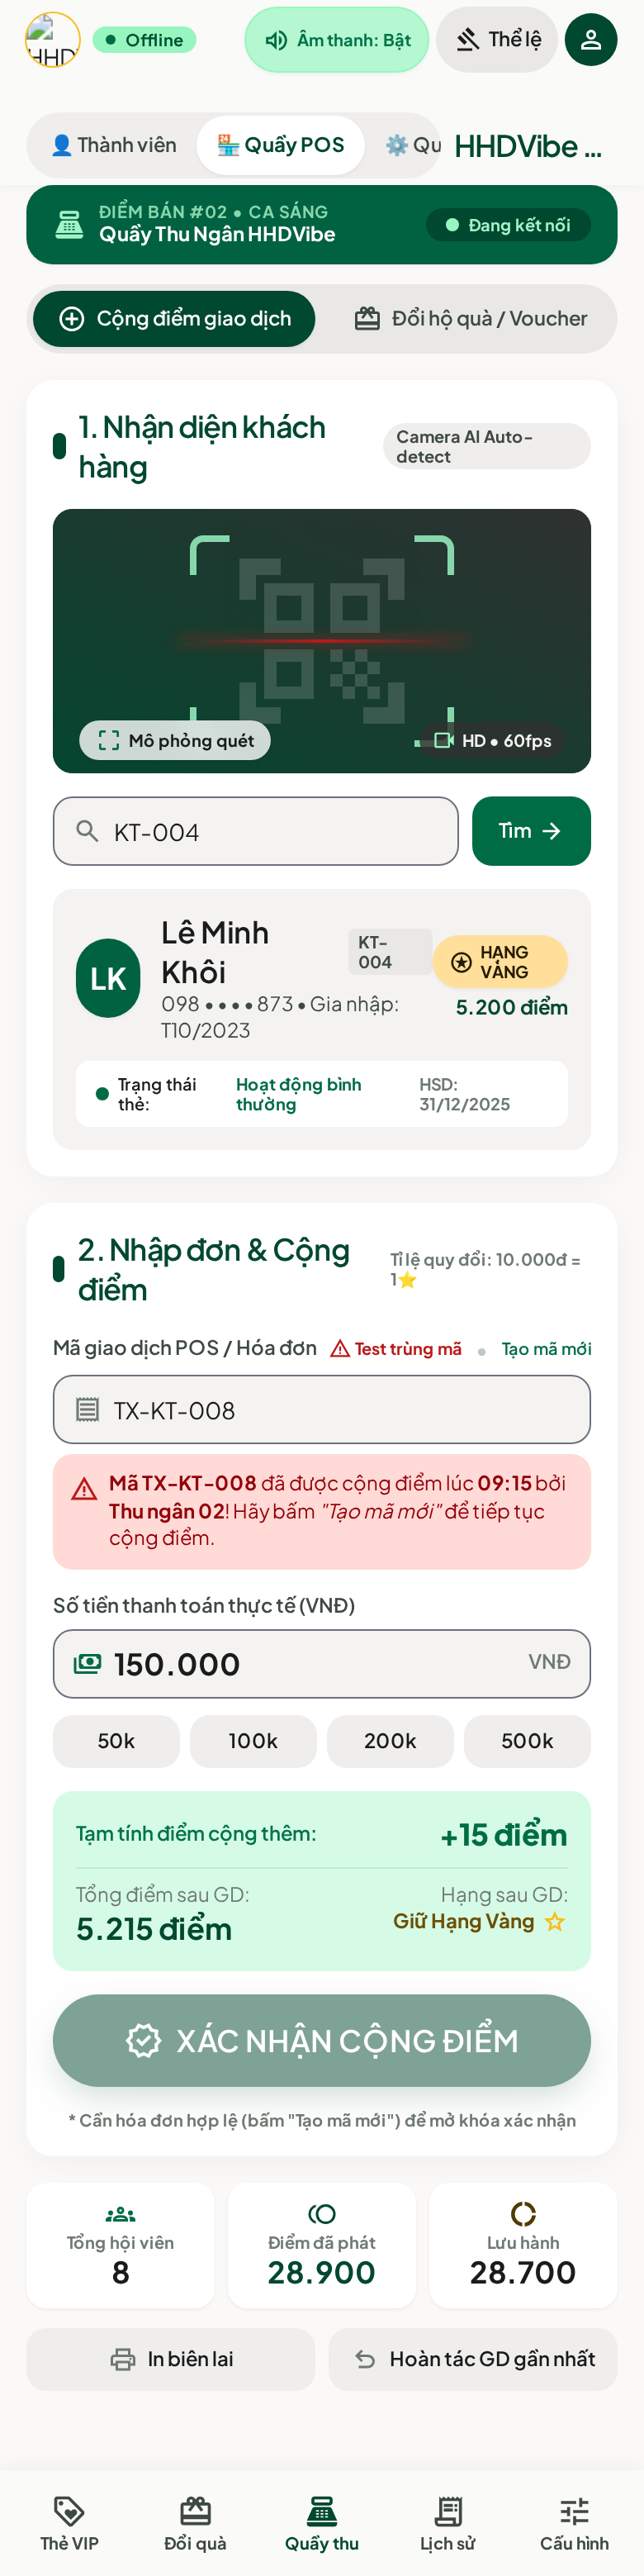 HHD
Offline
Âm thanh: Bật
Thể lệ
👤 Thành viên
🏪 Quầy POS
⚙️ Qu
HHDVibe ...
ĐIỂM BÁN #02 • CA SÁNG
Quầy Thu Ngân HHDVibe
Đang kết nối
Cộng điểm giao dịch
Đổi hộ quà / Voucher
1. Nhận diện khách
hàng
Camera AI Auto-
detect
Mô phỏng quét
HD • 60fps
KT-004
Tìm →
LK
Lê Minh
Khôi
KT-
004
098 • • • • 873 • Gia nhập:
T10/2023
HẠNG
VÀNG
5.200 điểm
Trạng thái
thẻ:
Hoạt động bình
thường
HSD:
31/12/2025
2. Nhập đơn & Cộng
điểm
Tỉ lệ quy đổi: 10.000đ =
1⭐
Mã giao dịch POS / Hóa đơn
Test trùng mã
Tạo mã mới
TX-KT-008
Mã TX-KT-008 đã được cộng điểm lúc 09:15 bởi
Thu ngân 02! Hãy bấm "Tạo mã mới" để tiếp tục
cộng điểm.
Số tiền thanh toán thực tế (VNĐ)
150.000
VNĐ
50k
100k
200k
500k
Tạm tính điểm cộng thêm:
+15 điểm
Tổng điểm sau GD:
5.215 điểm
Hạng sau GD:
Giữ Hạng Vàng
XÁC NHẬN CỘNG ĐIỂM
* Cần hóa đơn hợp lệ (bấm "Tạo mã mới") để mở khóa xác nhận
Tổng hội viên
8
Điểm đã phát
28.900
Lưu hành
28.700
In biên lai
Hoàn tác GD gần nhất
Thẻ VIP
Đổi quà
Quầy thu
Lịch sử
Cấu hình